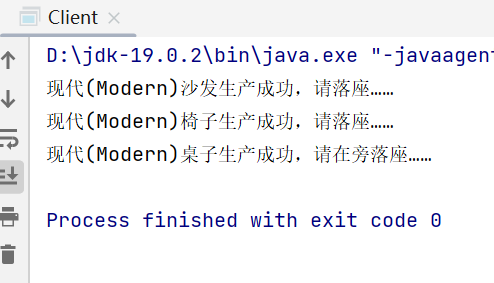 Client
D:\jdk-19.0.2\bin\java.exe "-javaagent
现代(Modern)沙发生产成功，请落座……
现代(Modern)椅子生产成功，请落座……
现代(Modern)桌子生产成功，请在旁落座……
Process finished with exit code 0